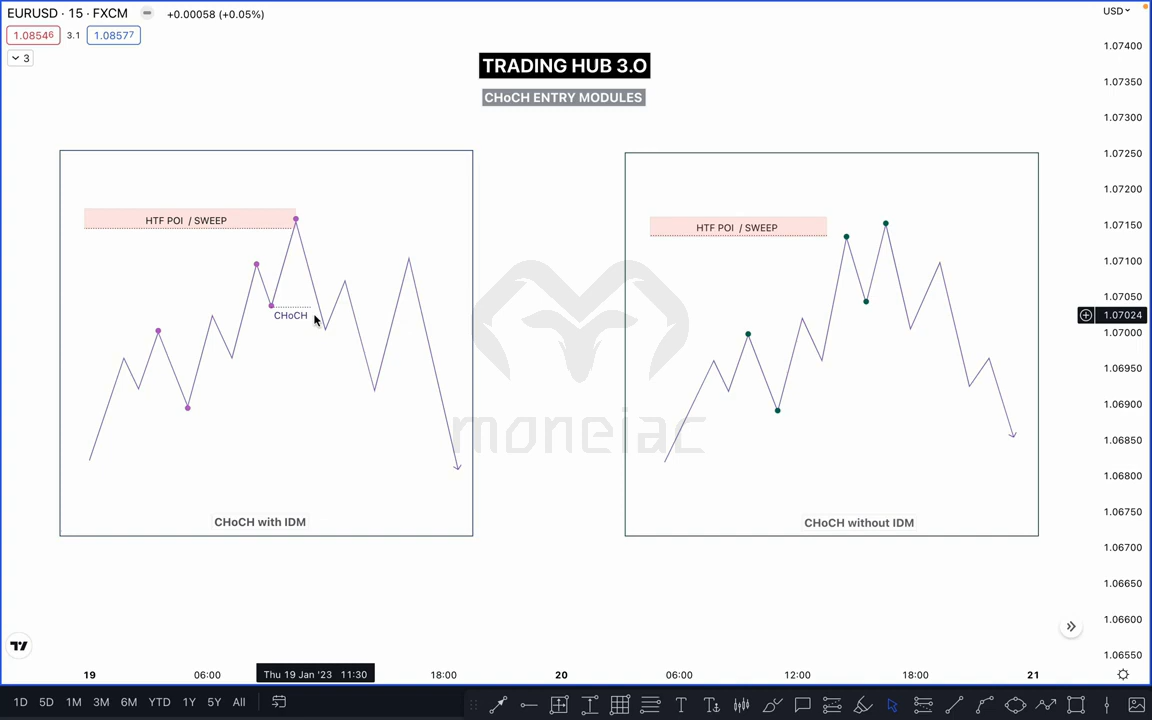 EURUSD · 15 · FXCM
+0.00058 (+0.05%)
USD
1.08546
3.1
1.08577
3
TRADING HUB 3.O
CHoCH ENTRY MODULES
HTF POI / SWEEP
CHoCH
CHoCH with IDM
HTF POI / SWEEP
CHoCH without IDM
moneiac
1.07400
1.07350
1.07300
1.07250
1.07200
1.07150
1.07100
1.07050
1.07024
1.07000
1.06950
1.06900
1.06850
1.06800
1.06750
1.06700
1.06650
1.06600
1.06550
19
06:00
Thu 19 Jan '23 11:30
18:00
20
06:00
12:00
18:00
21
1D 5D 1M 3M 6M YTD 1Y 5Y All